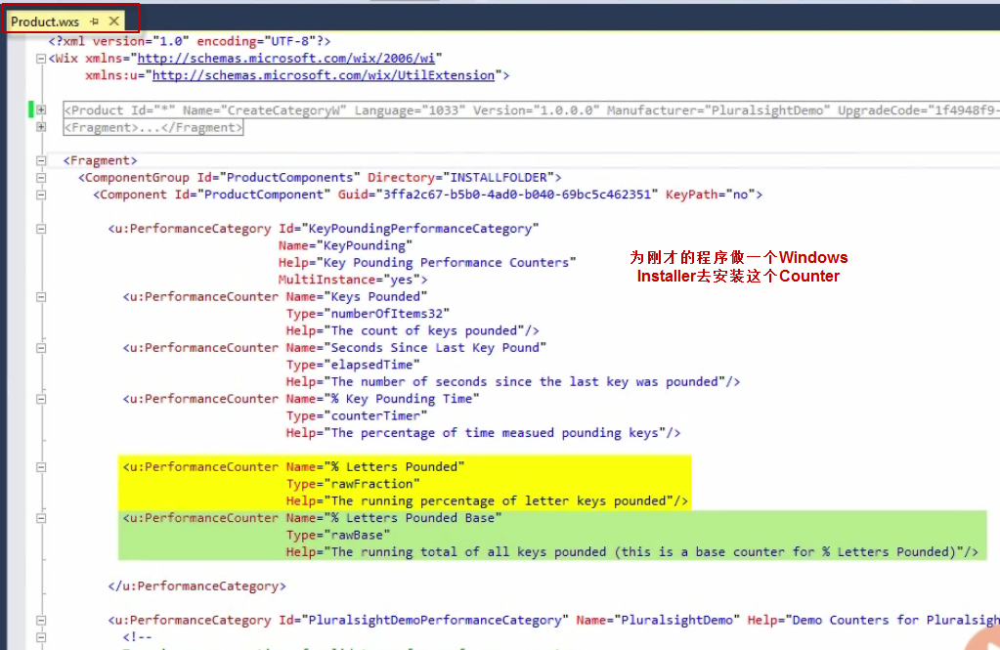 Product.wxs
<?xml version="1.0" encoding="UTF-8"?>
<Wix xmlns="http://schemas.microsoft.com/wix/2006/wi"
xmlns:u="http://schemas.microsoft.com/wix/UtilExtension">
<Product Id="*" Name="CreateCategoryW" Language="1033" Version="1.0.0.0" Manufacturer="PluralsightDemo" UpgradeCode="1f4948f9-
<Fragment>...</Fragment>
<Fragment>
<ComponentGroup Id="ProductComponents" Directory="INSTALLFOLDER">
<Component Id="ProductComponent" Guid="3ffa2c67-b5b0-4ad0-b040-69bc5c462351" KeyPath="no">
<u:PerformanceCategory Id="KeyPoundingPerformanceCategory"
Name="KeyPounding"
Help="Key Pounding Performance Counters"
MultiInstance="yes">
为刚才的程序做一个Windows
Installer去安装这个Counter
<u:PerformanceCounter Name="Keys Pounded"
Type="numberOfItems32"
Help="The count of keys pounded"/>
<u:PerformanceCounter Name="Seconds Since Last Key Pound"
Type="elapsedTime"
Help="The number of seconds since the last key was pounded"/>
<u:PerformanceCounter Name="% Key Pounding Time"
Type="counterTimer"
Help="The percentage of time measued pounding keys"/>
<u:PerformanceCounter Name="% Letters Pounded"
Type="rawFraction"
Help="The running percentage of letter keys pounded"/>
<u:PerformanceCounter Name="% Letters Pounded Base"
Type="rawBase"
Help="The running total of all keys pounded (this is a base counter for % Letters Pounded)"/>
</u:PerformanceCategory>
<u:PerformanceCategory Id="PluralsightDemoPerformanceCategory" Name="PluralsightDemo" Help="Demo Counters for Pluralsigh
<!--